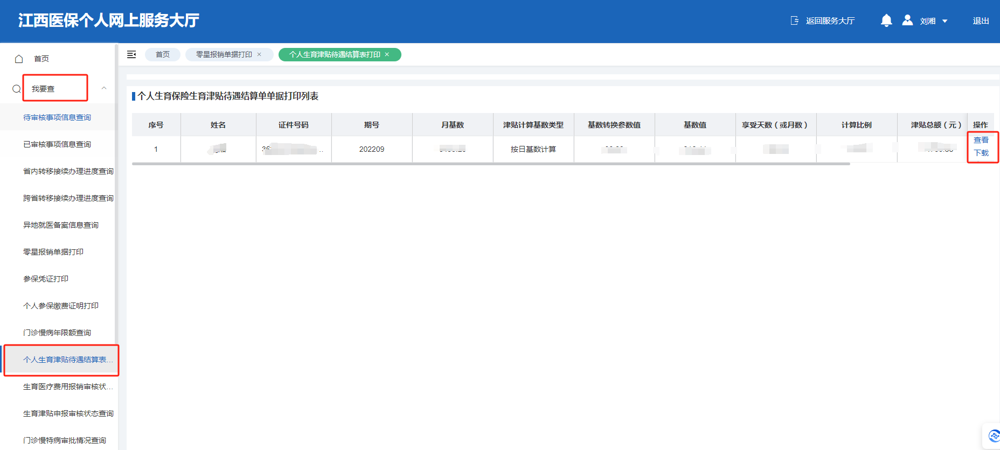 江西医保个人网上服务大厅
返回服务大厅
刘湘
退出
首页
我要查
待审核事项信息查询
已审核事项信息查询
省内转移接续办理进度查询
跨省转移接续办理进度查询
异地就医备案信息查询
零星报销单据打印
参保凭证打印
个人参保缴费证明打印
门诊慢病年限额查询
个人生育津贴待遇结算表...
生育医疗费用报销审核状...
生育津贴申报审核状态查询
门诊慢特病审批情况查询
首页 零星报销单据打印 × 个人生育津贴待遇结算表打印 ×
个人生育保险生育津贴待遇结算单单据打印列表
序号 姓名 证件号码 期号 月基数 津贴计算基数类型 基数转换参数值 基数值 享受天数（或月数） 计算比例 津贴总额（元） 操作
1 202209 按日基数计算 查看
下载